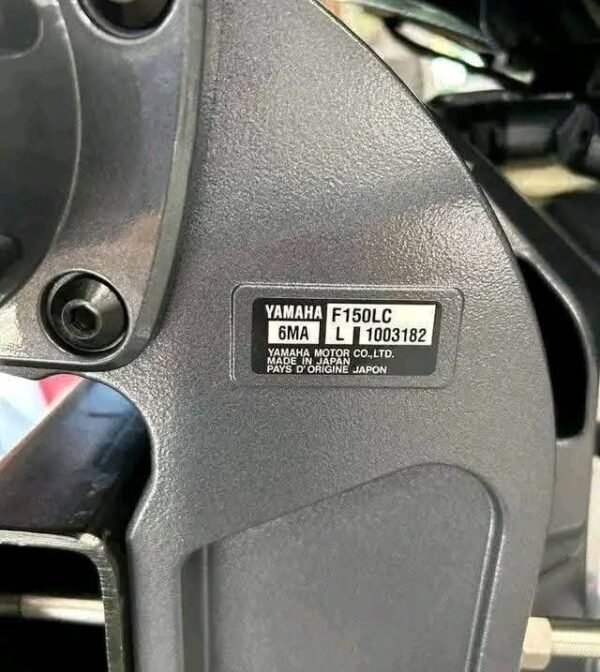 YAMAHA F150LC
6MA L 1003182
YAMAHA MOTOR CO.,LTD.
MADE IN JAPAN
PAYS D'ORIGINE JAPON